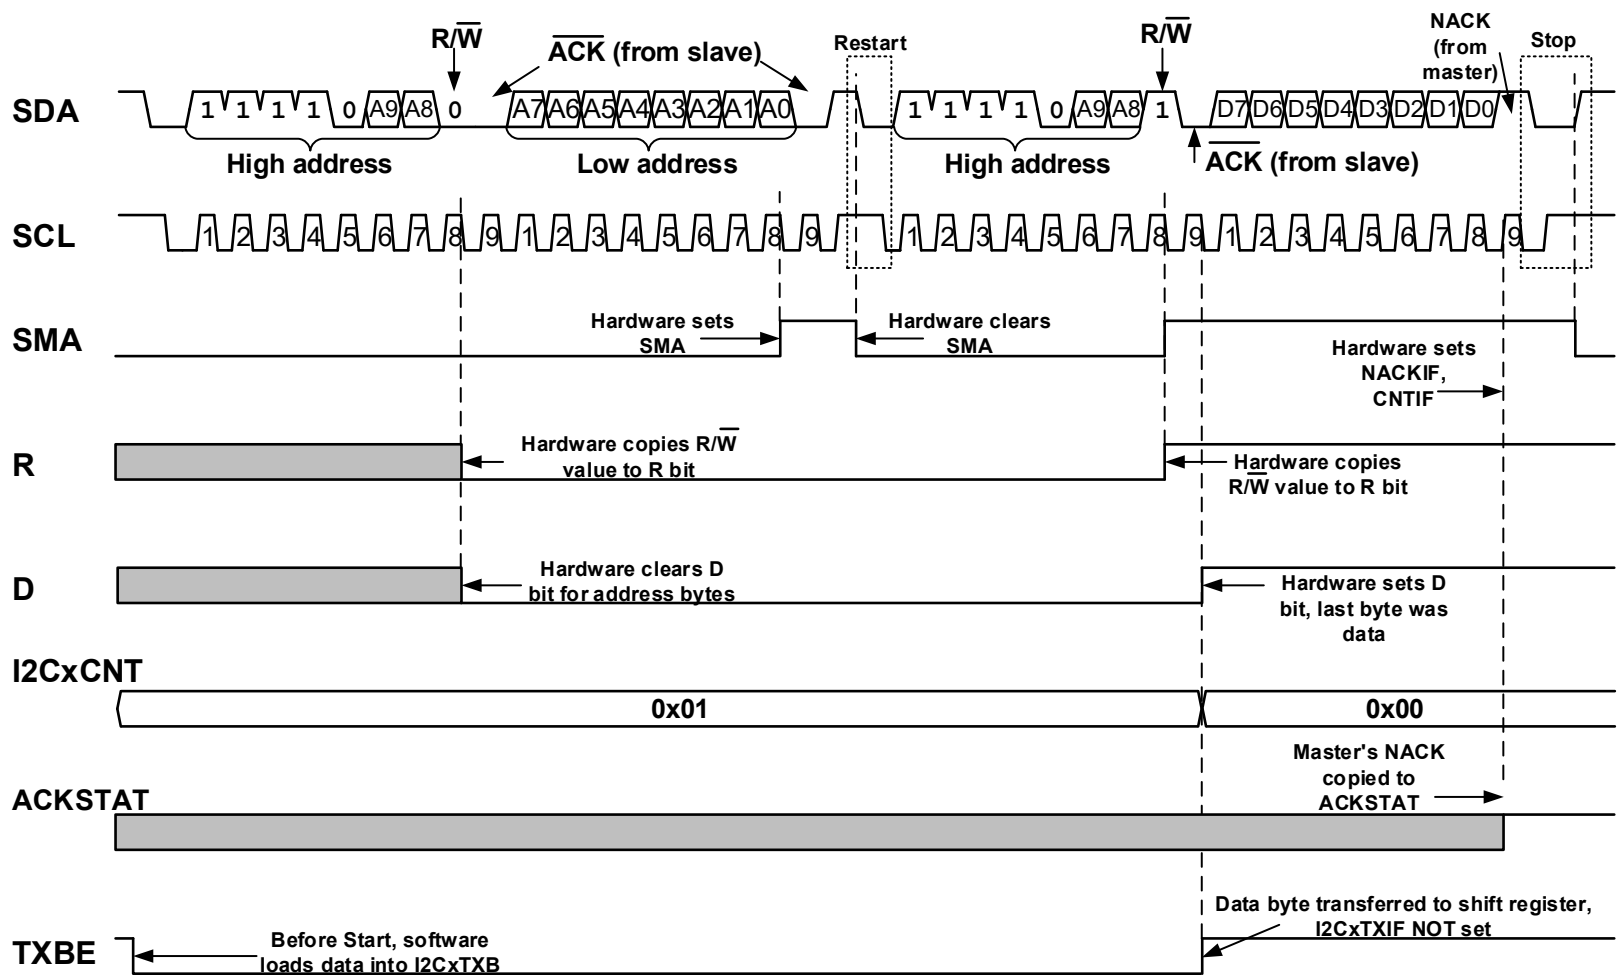 R/W
ACK (from slave)
Restart
R/W
NACK
(from
master)
Stop
SDA
1 1 1 1 0 A9 A8 0 A7 A6 A5 A4 A3 A2 A1 A0 1 1 1 1 0 A9 A8 1 D7 D6 D5 D4 D3 D2 D1 D0
High address
Low address
High address
ACK (from slave)
SCL
1 2 3 4 5 6 7 8 9 1 2 3 4 5 6 7 8 9 1 2 3 4 5 6 7 8 9 1 2 3 4 5 6 7 8 9
SMA
Hardware sets
SMA
Hardware clears
SMA
Hardware sets
NACKIF,
CNTIF
R
Hardware copies R/W
value to R bit
Hardware copies
R/W value to R bit
D
Hardware clears D
bit for address bytes
Hardware sets D
bit, last byte was
data
I2CxCNT
0x01
0x00
ACKSTAT
Master's NACK
copied to
ACKSTAT
TXBE
Before Start, software
loads data into I2CxTXB
Data byte transferred to shift register,
I2CxTXIF NOT set